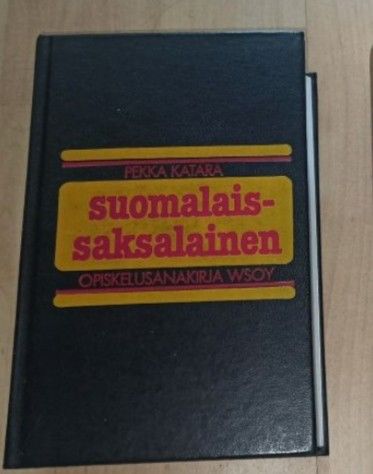 PEKKA KATARA
suomalais-
saksalainen
OPISKELUSANAKIRJA WSOY